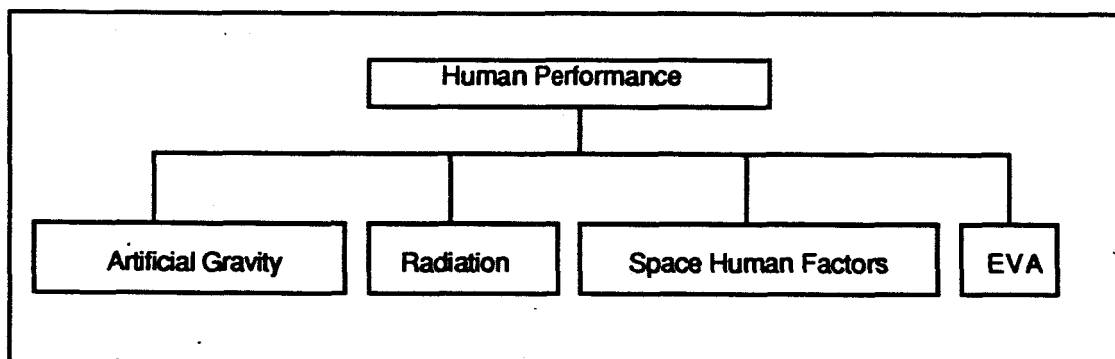 Human Performance
Artificial Gravity
Radiation
Space Human Factors
EVA